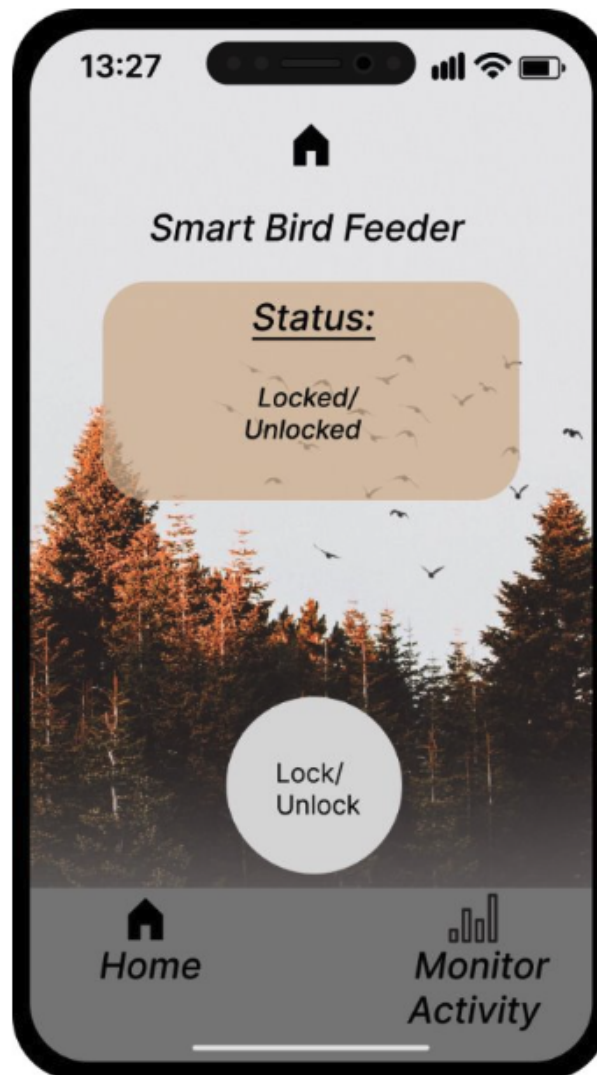 13:27
Smart Bird Feeder
Status:
Locked/
Unlocked
Lock/
Unlock
Home
Monitor
Activity